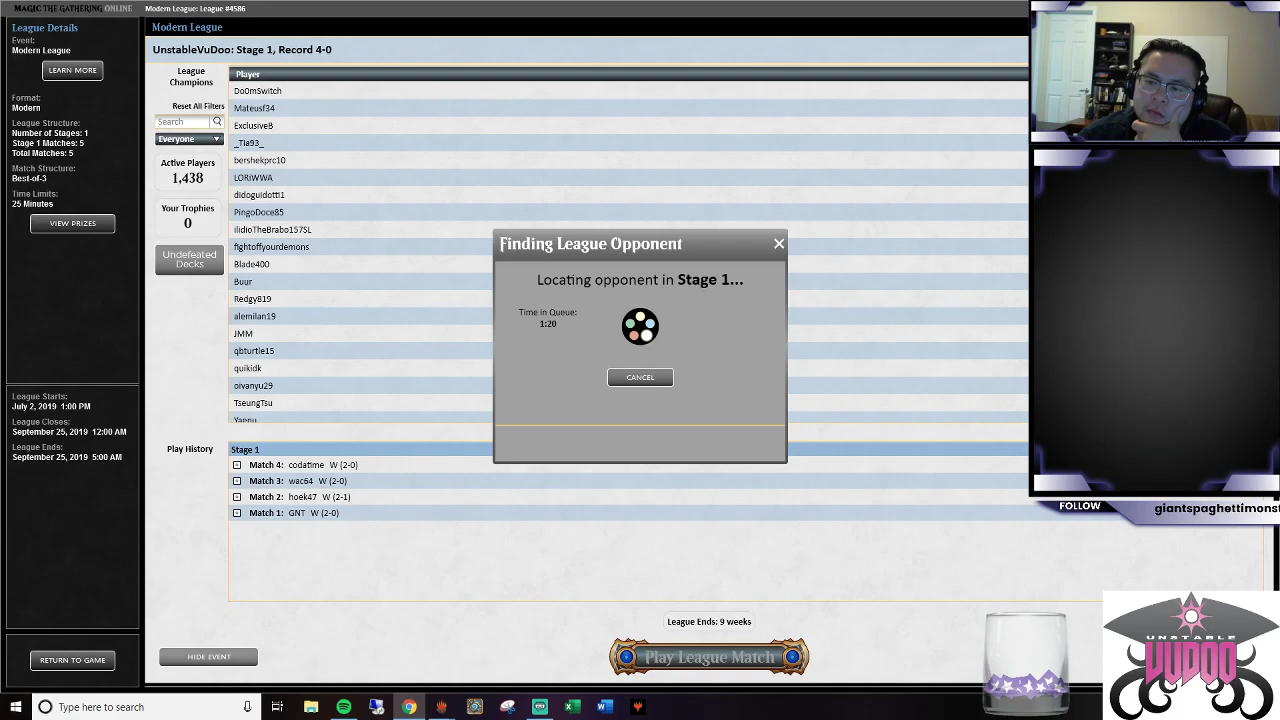 MAGIC THE GATHERING ONLINE
Modern League: League #4586
League Details
Event:
Modern League
LEARN MORE
Format:
Modern
League Structure:
Number of Stages: 1
Stage 1 Matches: 5
Total Matches: 5
Match Structure:
Best-of-3
Time Limits:
25 Minutes
VIEW PRIZES
League Starts:
July 2, 2019 1:00 PM
League Closes:
September 25, 2019 12:00 AM
League Ends:
September 25, 2019 5:00 AM
RETURN TO GAME
Modern League
UnstableVuDoo: Stage 1, Record 4-0
League
Champions
Reset All Filters
Search
Everyone
Active Players
1,438
Your Trophies
0
Undefeated
Decks
Player
Do0mSwitch
Mateusf34
ExclusiveB
_Tia93_
bershekprc10
LORiWWA
didoguidotti1
PingoDoce85
ilidioTheBrabo157SL
fightoffyourdemons
Blade400
Buur
Redgy819
alemilan19
JMM
qbturtle15
quikidk
oivanyu29
TseungTsu
Yaegu
Finding League Opponent
Locating opponent in Stage 1...
Time in Queue:
1:20
CANCEL
Play History
Stage 1
Match 4: codatime W (2-0)
Match 3: wac64 W (2-0)
Match 2: hoek47 W (2-1)
Match 1: GNT W (2-0)
League Ends: 9 weeks
HIDE EVENT
Play League Match
FOLLOW
giantspaghettimonst
UNSTABLE
VUDOO
Type here to search